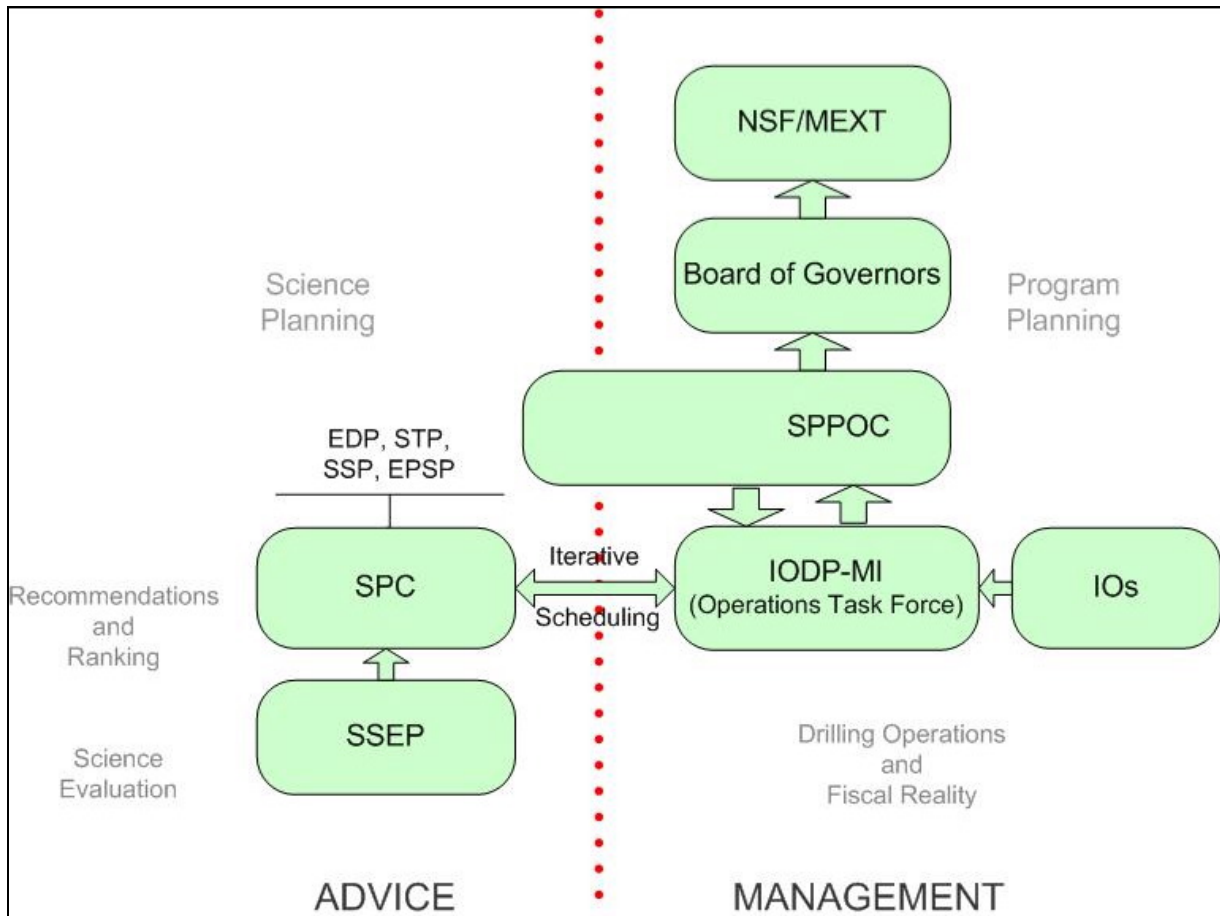 NSF/MEXT
Board of Governors
Science
Planning
Program
Planning
SPPOC
EDP, STP,
SSP, EPSP
SPC
Iterative
Scheduling
IODP-MI
(Operations Task Force)
IOs
Recommendations
and
Ranking
SSEP
Science
Evaluation
Drilling Operations
and
Fiscal Reality
ADVICE
MANAGEMENT